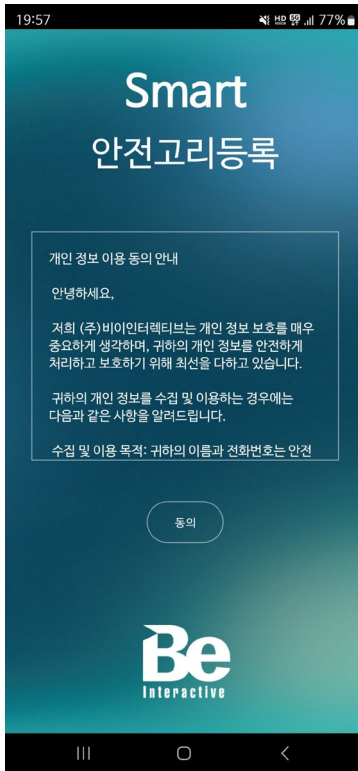 19:57
HD VOICE 5G 77%
Smart
안전고리등록
개인 정보 이용 동의 안내
안녕하세요,
저희 (주)비이인터렉티브는 개인 정보 보호를 매우
중요하게 생각하며, 귀하의 개인 정보를 안전하게
처리하고 보호하기 위해 최선을 다하고 있습니다.
귀하의 개인 정보를 수집 및 이용하는 경우에는
다음과 같은 사항을 알려드립니다.
수집 및 이용 목적: 귀하의 이름과 전화번호는 안전
동의
Be
Interactive